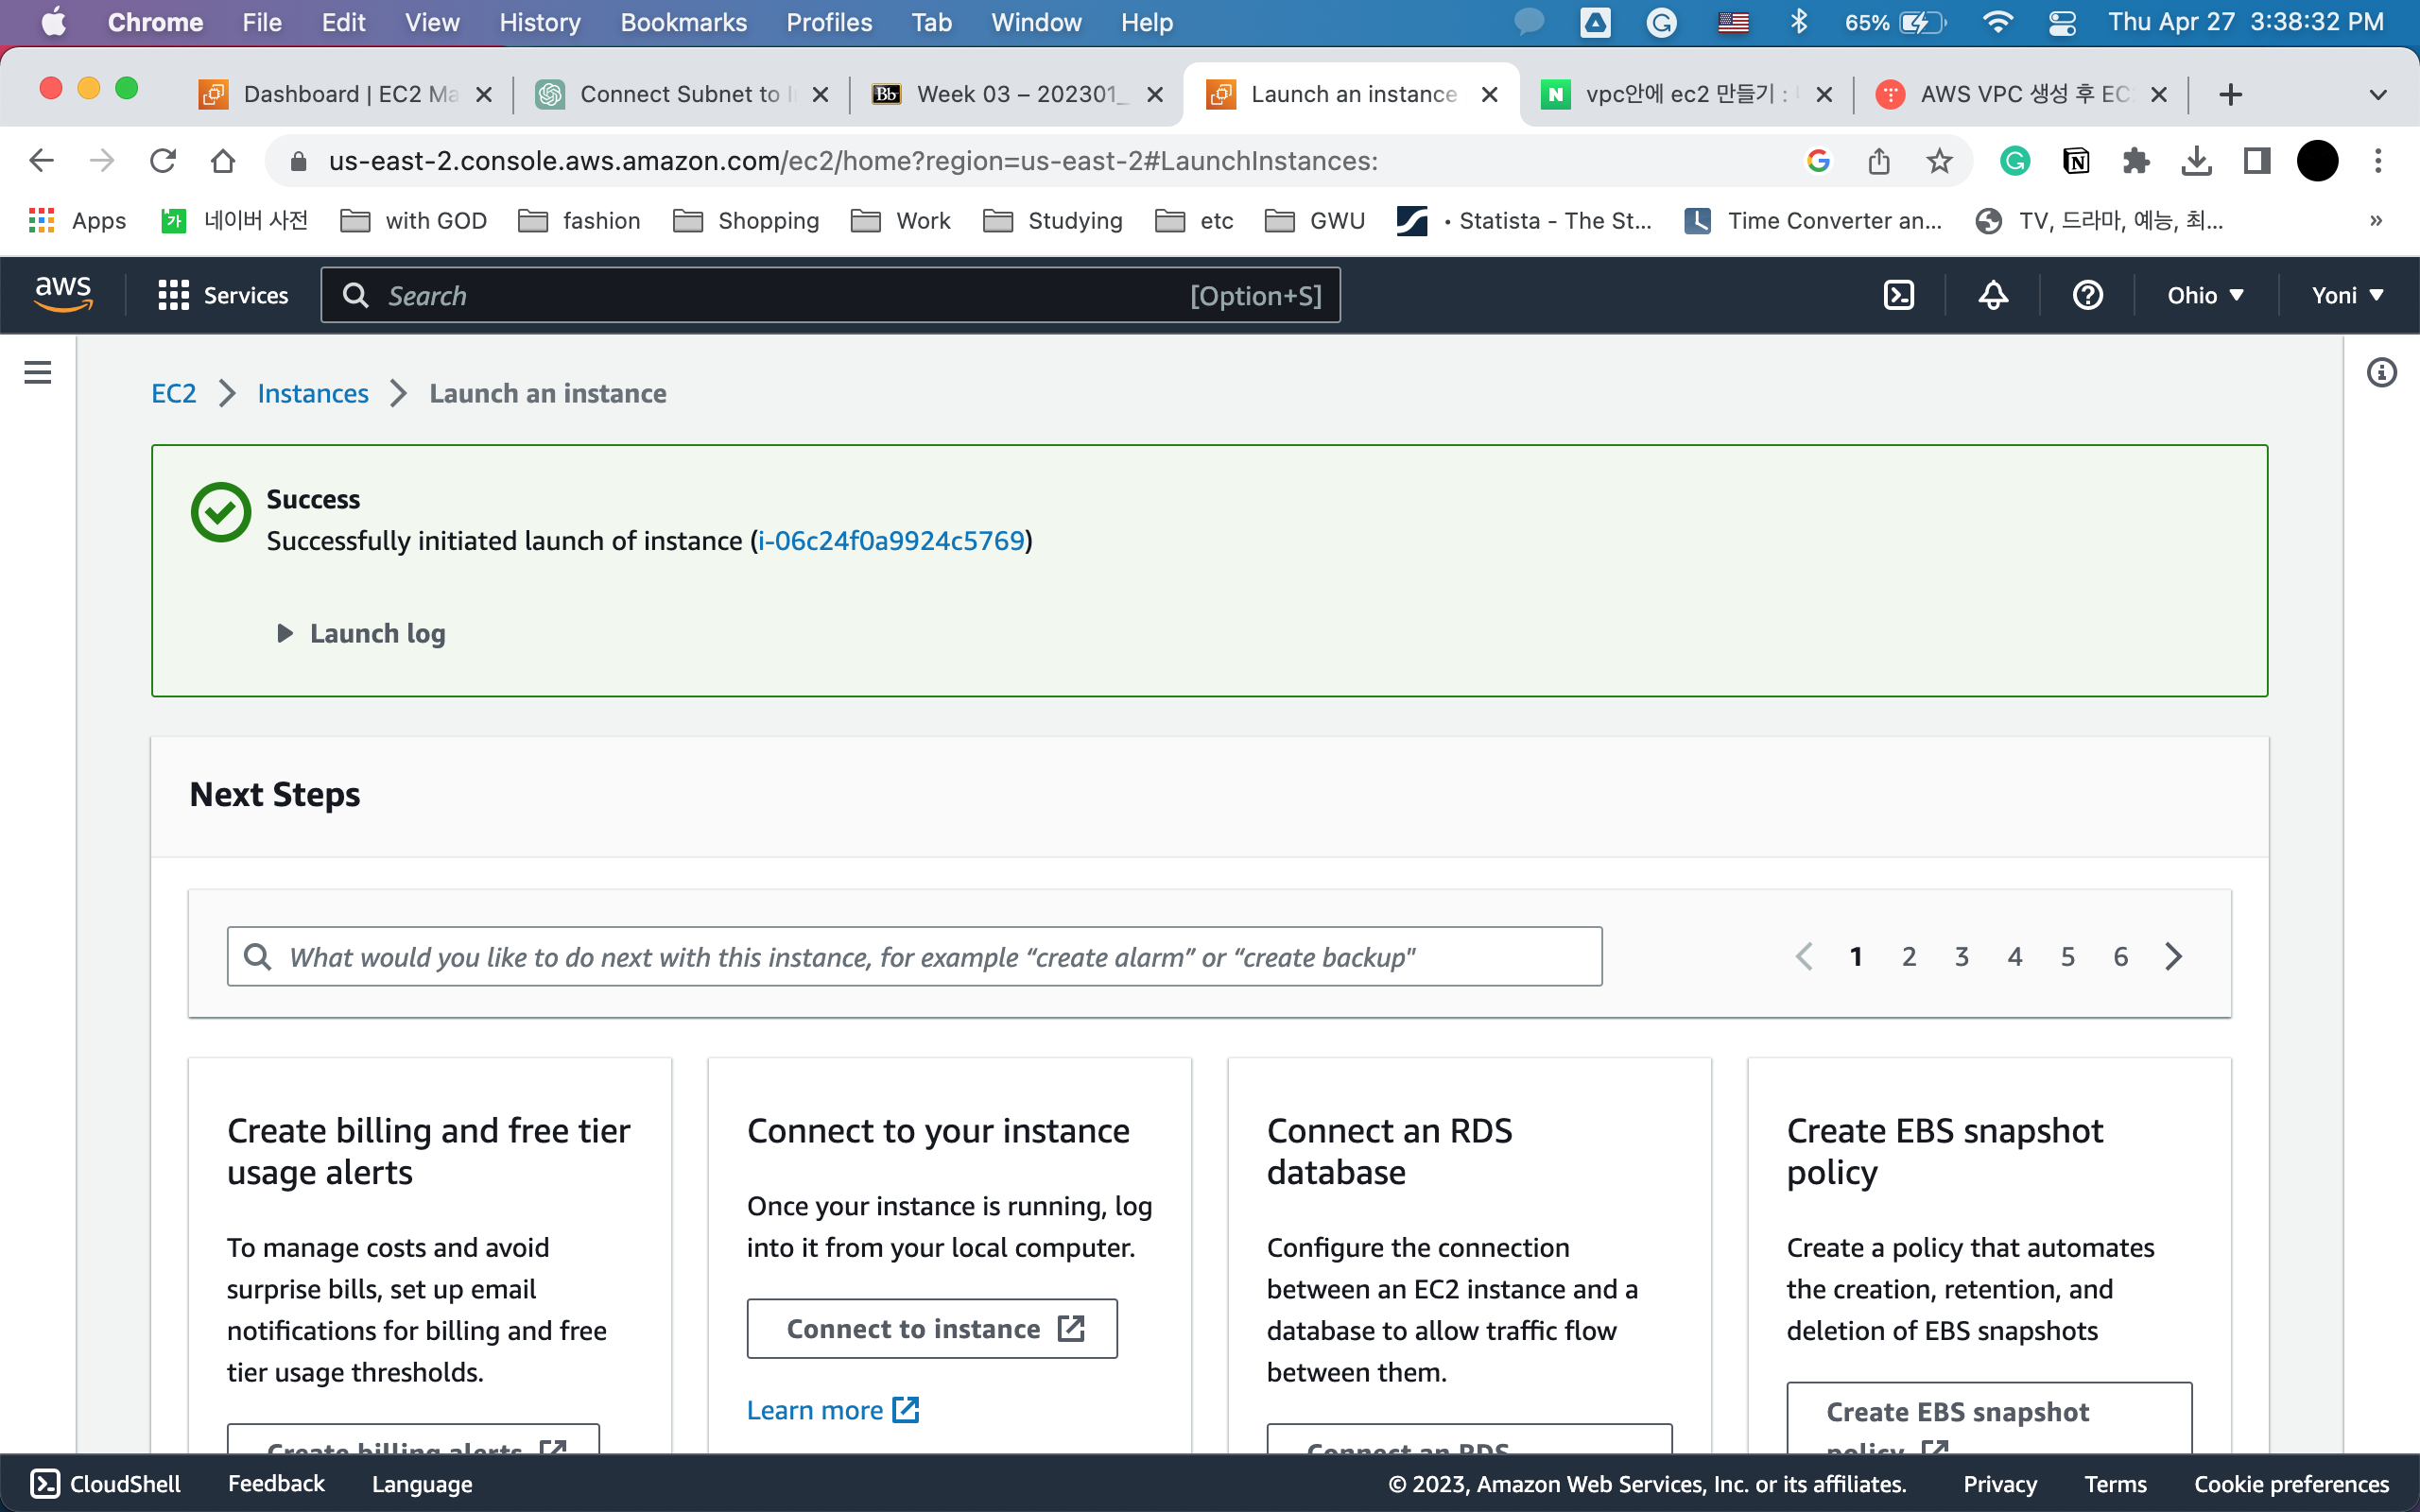 Chrome File Edit View History Bookmarks Profiles Tab Window Help 65% Thu Apr 27 3:38:32 PM
Dashboard | EC2 Ma Connect Subnet to I Bb Week 03 – 202301_ Launch an instance N vpc안에 ec2 만들기 : AWS VPC 생성 후 EC
us-east-2.console.aws.amazon.com/ec2/home?region=us-east-2#LaunchInstances:
Apps 네이버 사전 with GOD fashion Shopping Work Studying etc GWU • Statista - The St... Time Converter an... TV, 드라마, 예능, 최... »
aws Services Search [Option+S] Ohio Yoni
EC2 Instances Launch an instance
Success
Successfully initiated launch of instance (i-06c24f0a9924c5769)
Launch log
Next Steps
What would you like to do next with this instance, for example “create alarm” or “create backup"
1 2 3 4 5 6
Create billing and free tier
usage alerts
To manage costs and avoid
surprise bills, set up email
notifications for billing and free
tier usage thresholds.
Create billing alerts
Connect to your instance
Once your instance is running, log
into it from your local computer.
Connect to instance
Learn more
Connect an RDS
database
Configure the connection
between an EC2 instance and a
database to allow traffic flow
between them.
Connect an RDS
Create EBS snapshot
policy
Create a policy that automates
the creation, retention, and
deletion of EBS snapshots
Create EBS snapshot
policy
CloudShell Feedback Language © 2023, Amazon Web Services, Inc. or its affiliates. Privacy Terms Cookie preferences